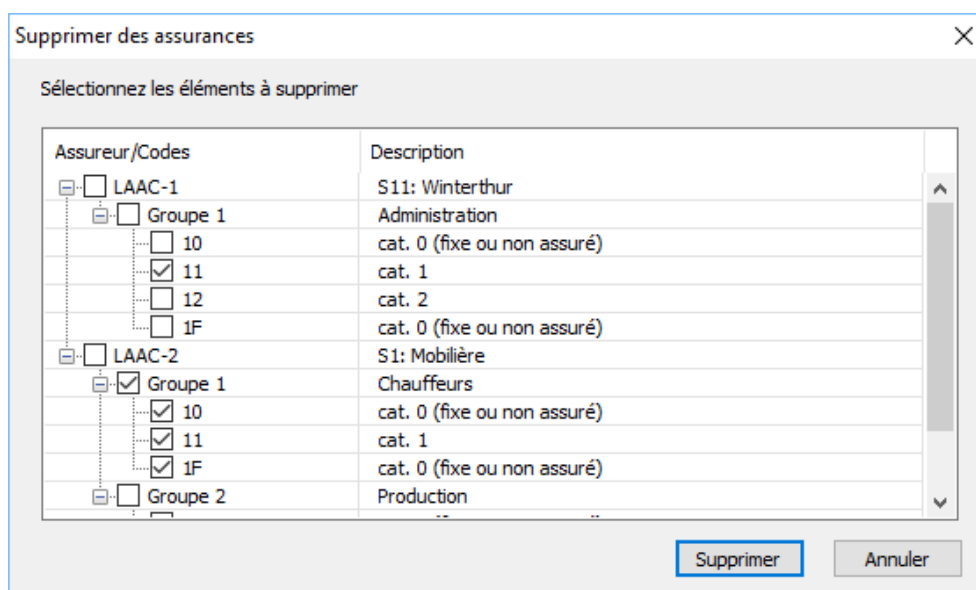 Supprimer des assurances
Sélectionnez les éléments à supprimer
Assureur/Codes Description
LAAC-1 S11: Winterthur
Groupe 1 Administration
10 cat. 0 (fixe ou non assuré)
11 cat. 1
12 cat. 2
1F cat. 0 (fixe ou non assuré)
LAAC-2 S1: Mobilière
Groupe 1 Chauffeurs
10 cat. 0 (fixe ou non assuré)
11 cat. 1
1F cat. 0 (fixe ou non assuré)
Groupe 2 Production
Supprimer Annuler